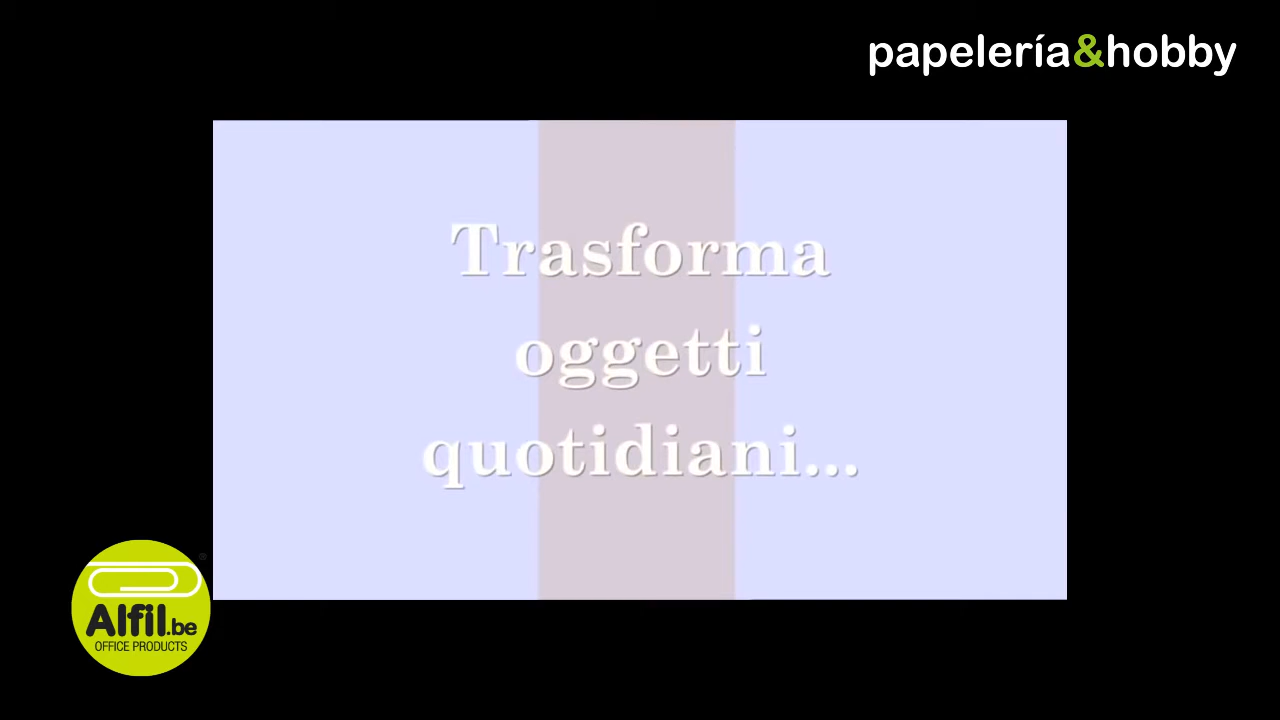 papelería&hobby
Trasforma
oggetti
quotidiani...
Alfil.be
OFFICE PRODUCTS